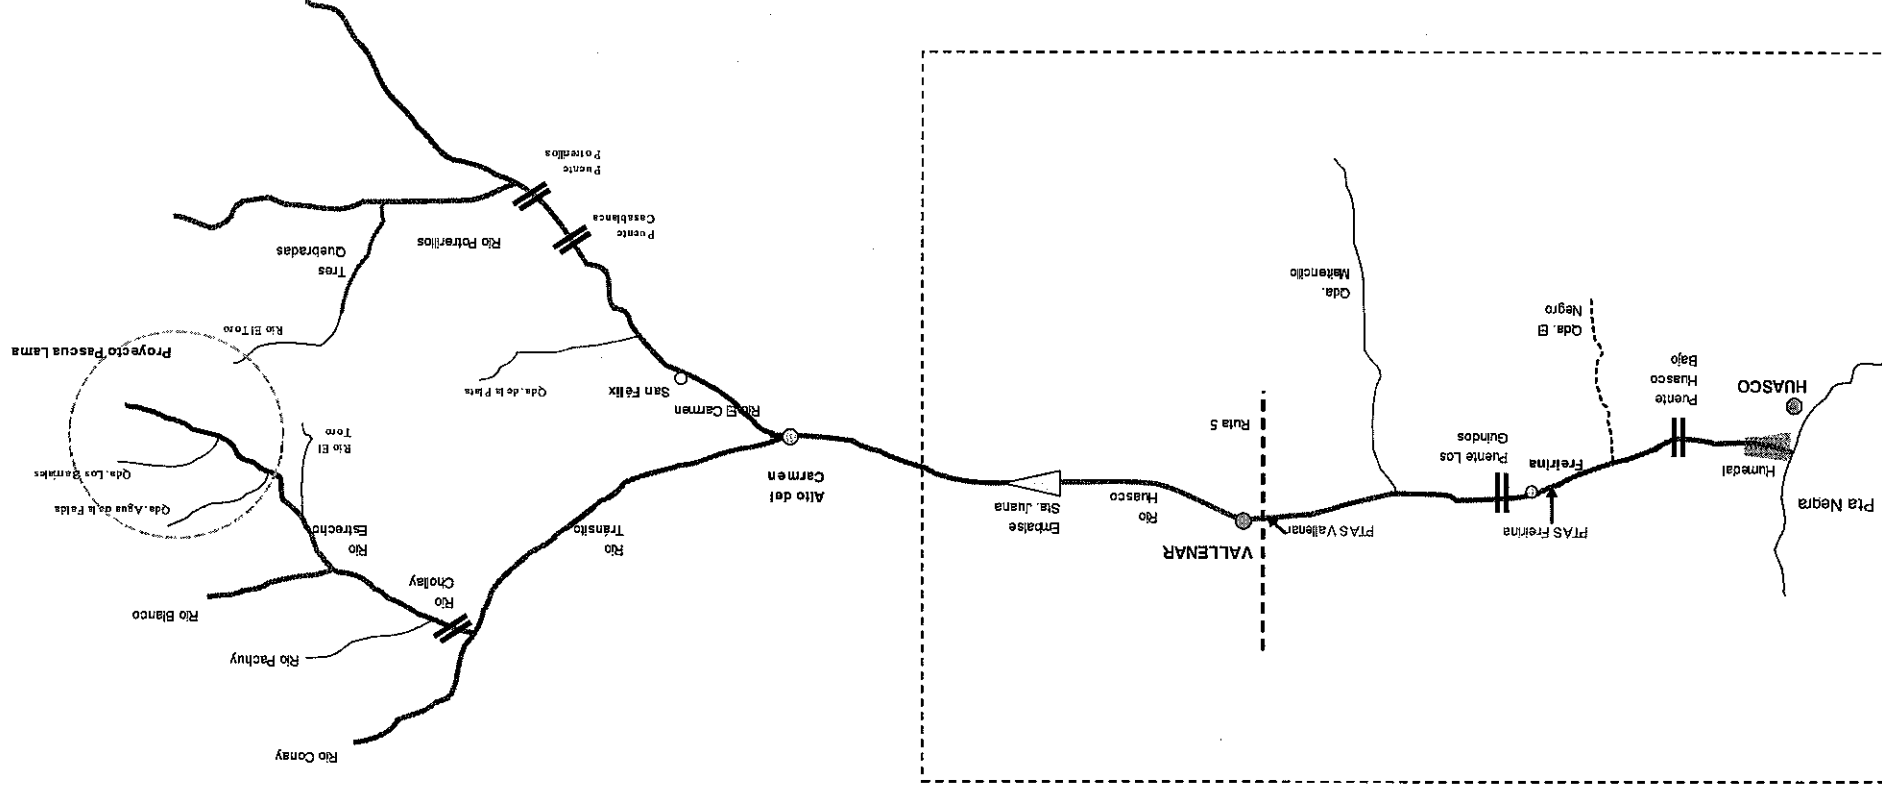 Río Conay
Río Pachuy
Río Blanco
Río
Chollay
VALLENAR
Río
Tránsito
Río
Estrecho
PTAS Vallenar
PTAS Freirina
Embalse
Sta. Juana
Río
Huasco
Pta Negra
Alto del
Carmen
Qda. Agua de la Falda
Qda. Los Barriales
Humedal
Freirina
Puente Los
Guindos
Río El
Toro
Ruta 5
Río El Carmen
San Félix
Qda. de la Plata
HUASCO
Puente
Huasco
Bajo
Proyecto Pascua Lama
Río El Toro
Qda. El
Negro
Qda.
Maitencillo
Tres
Quebradas
Río Potrerillos
Puente
Casablanca
Puente
Potrerillos